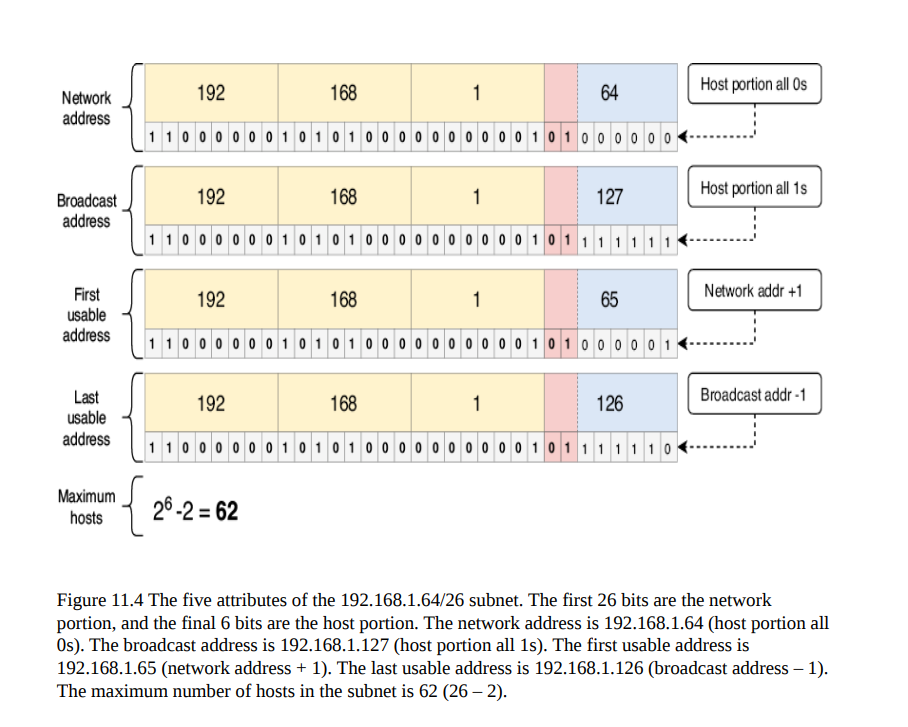 Network address
192 168 1 64
Host portion all 0s
1 1 0 0 0 0 0 0 1 0 1 0 1 0 0 0 0 0 0 0 0 0 0 1 0 1 0 0 0 0 0 0
Broadcast address
192 168 1 127
Host portion all 1s
1 1 0 0 0 0 0 0 1 0 1 0 1 0 0 0 0 0 0 0 0 0 0 1 0 1 1 1 1 1 1 1
First usable address
192 168 1 65
Network addr +1
1 1 0 0 0 0 0 0 1 0 1 0 1 0 0 0 0 0 0 0 0 0 0 1 0 1 0 0 0 0 0 1
Last usable address
192 168 1 126
Broadcast addr -1
1 1 0 0 0 0 0 0 1 0 1 0 1 0 0 0 0 0 0 0 0 0 0 1 0 1 1 1 1 1 1 0
Maximum hosts
2⁶ -2 = 62
Figure 11.4 The five attributes of the 192.168.1.64/26 subnet. The first 26 bits are the network
portion, and the final 6 bits are the host portion. The network address is 192.168.1.64 (host portion all
0s). The broadcast address is 192.168.1.127 (host portion all 1s). The first usable address is
192.168.1.65 (network address + 1). The last usable address is 192.168.1.126 (broadcast address – 1).
The maximum number of hosts in the subnet is 62 (26 – 2).